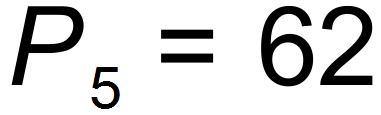 P₅ = 62